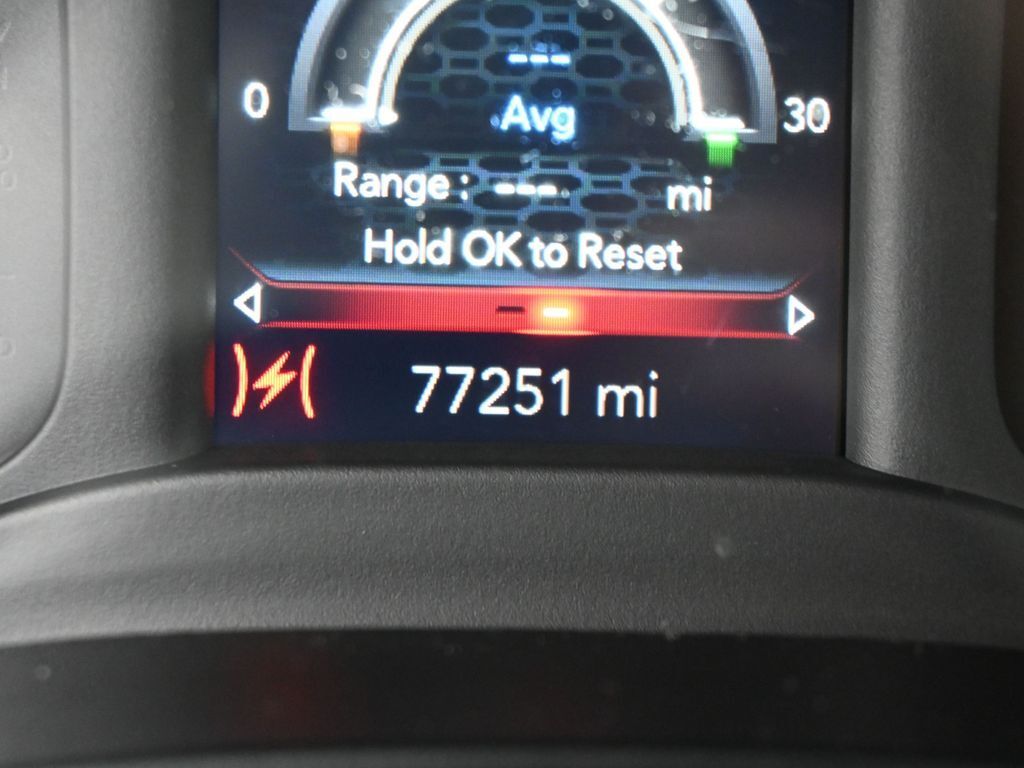 0 --- 30
Avg
Range : --- mi
Hold OK to Reset
77251 mi